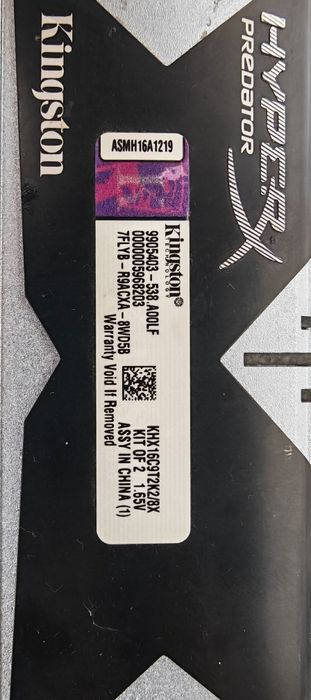 HYPERX
PREDATOR
Kingston
ASMH16A1219
Kingston
TECHNOLOGY
9905403-538.A00LF
0000005968203
7FLYB-R9ACXA-8WD5B
Warranty Void If Removed
KHX16C9T2K2/8X
KIT OF 2 1.65V
ASSY IN CHINA (1)